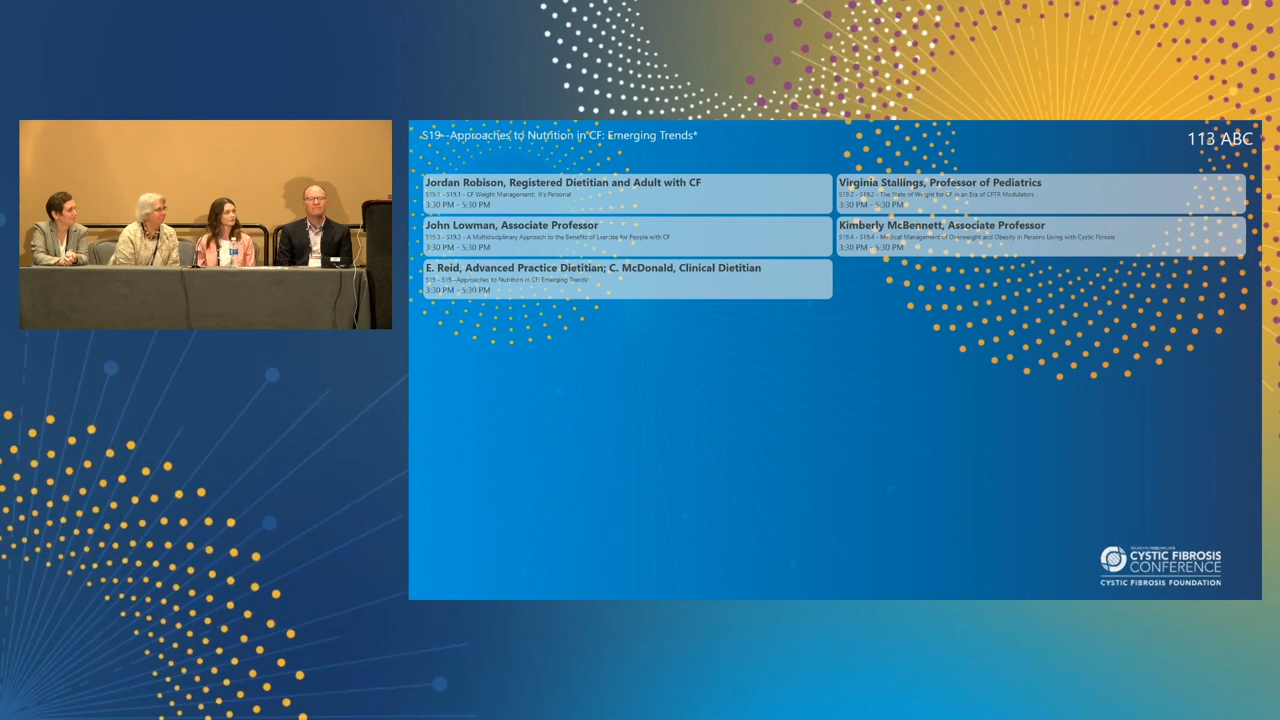 S19--Approaches to Nutrition in CF: Emerging Trends*
113 ABC
Jordan Robison, Registered Dietitian and Adult with CF
S19.1 - S19.1 - CF Weight Management: It's Personal
3:30 PM - 5:30 PM
Virginia Stallings, Professor of Pediatrics
S19.2 - S19.2 - The State of Weight for CF in an Era of CFTR Modulators
3:30 PM - 5:30 PM
John Lowman, Associate Professor
S19.3 - S19.3 - A Multidisciplinary Approach to the Benefits of Exercise for People with CF
3:30 PM - 5:30 PM
Kimberly McBennett, Associate Professor
S19.4 - S19.4 - Medical Management of Overweight and Obesity in Persons Living with Cystic Fibrosis
3:30 PM - 5:30 PM
E. Reid, Advanced Practice Dietitian; C. McDonald, Clinical Dietitian
S19 - S19--Approaches to Nutrition in CF: Emerging Trends*
3:30 PM - 5:30 PM
NORTH AMERICAN
CYSTIC FIBROSIS
CONFERENCE
CYSTIC FIBROSIS FOUNDATION